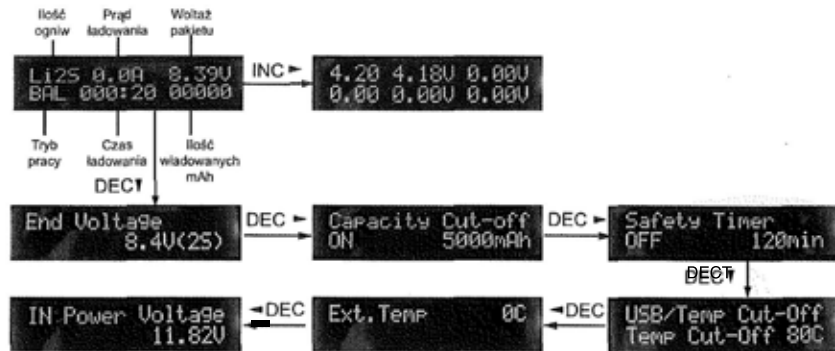 Ilość ogniw
Prąd ładowania
Woltaż pakietu
Li2S 0.0A 8.39V
BAL 000:20 00000
INC ►
4.20 4.18V 0.00V
0.00 0.00V 0.00V
Tryb pracy
Czas ładowania
Ilość władowanych mAh
DEC▼
End Voltage
8.4V(2S)
DEC ►
Capacity Cut-off
ON 5000mAh
DEC ►
Safety Timer
OFF 120min
DEC▼
IN Power Voltage
11.82V
◄DEC
Ext.Temp 0C
◄DEC
USB/Temp Cut-Off
Temp Cut-Off 80C